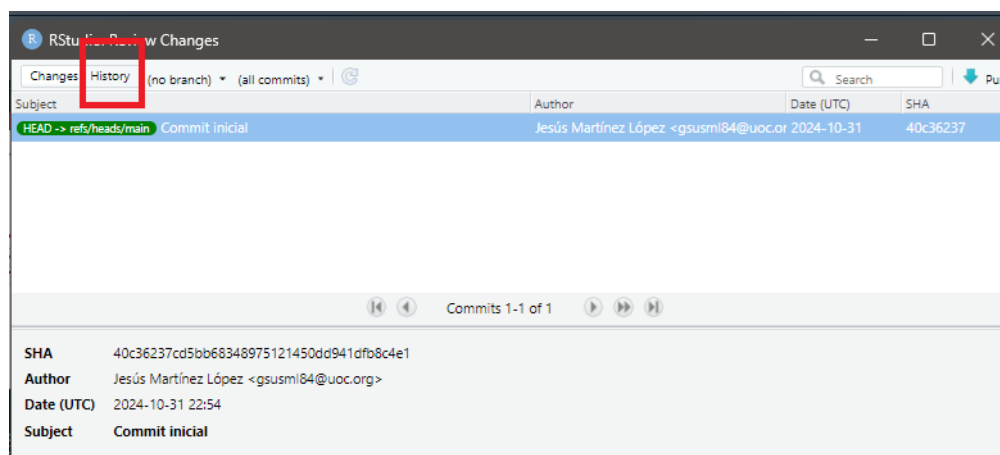 R RStudio: Review Changes
Changes History (no branch) (all commits) Search Pu
Subject Author Date (UTC) SHA
HEAD -> refs/heads/main Commit inicial Jesús Martínez López <gsusml84@uoc.or 2024-10-31 40c36237
Commits 1-1 of 1
SHA 40c36237cd5bb68348975121450dd941dfb8c4e1
Author Jesús Martínez López <gsusml84@uoc.org>
Date (UTC) 2024-10-31 22:54
Subject Commit inicial